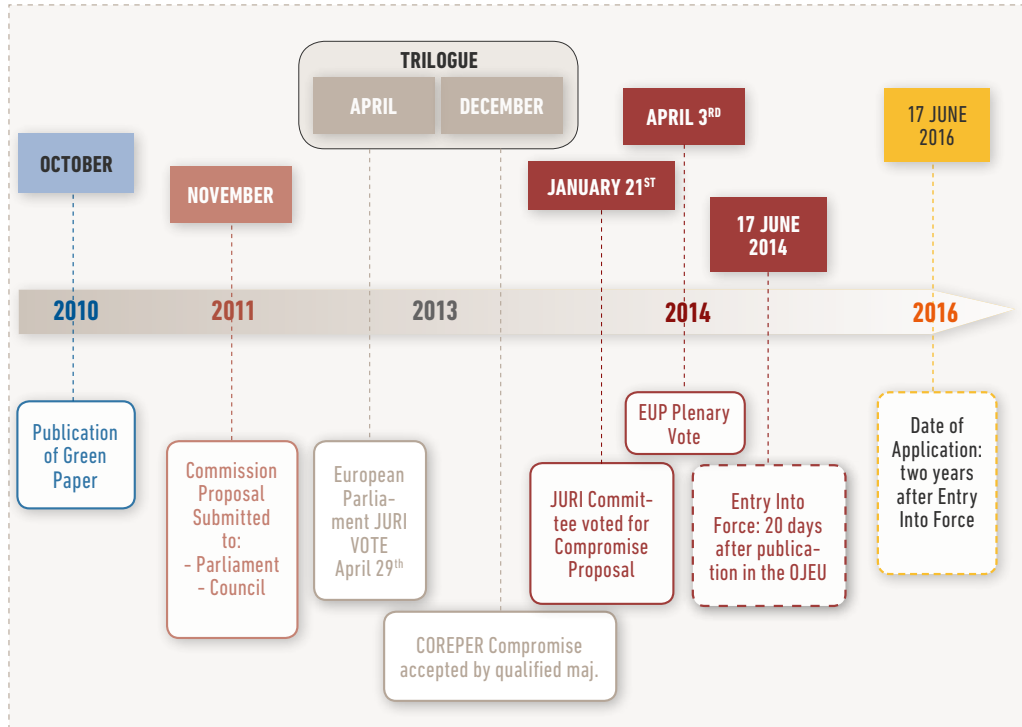 TRILOGUE
APRIL
DECEMBER
OCTOBER
NOVEMBER
JANUARY 21ST
APRIL 3RD
17 JUNE
2014
17 JUNE
2016
2010
2011
2013
2014
2016
Publication
of Green
Paper
Commission
Proposal
Submitted
to:
- Parliament
- Council
European
Parlia-
ment JURI
VOTE
April 29th
COREPER Compromise
accepted by qualified maj.
JURI Commit-
tee voted for
Compromise
Proposal
EUP Plenary
Vote
Entry Into
Force: 20 days
after publica-
tion in the OJEU
Date of
Application:
two years
after Entry
Into Force